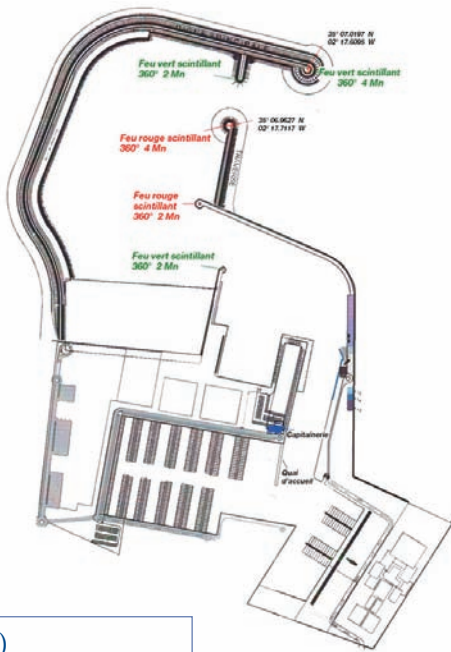 35° 07.0197 N
02° 17.6095 W
Feu vert scintillant
360° 2 Mn
Feu vert scintillant
360° 4 Mn
35° 06.9627 N
02° 17.7117 W
Feu rouge scintillant
360° 4 Mn
Feu rouge
scintillant
360° 2 Mn
Feu vert scintillant
360° 2 Mn
Capitainerie
Quai
d'accueil
)